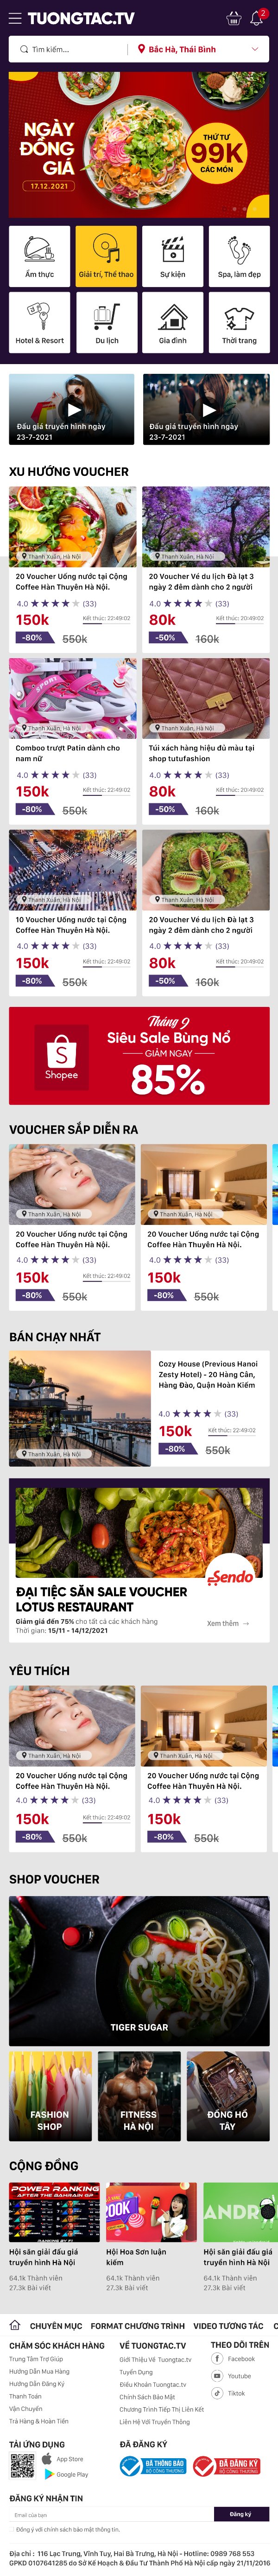 TUONGTAC.TV
2
Tìm kiếm...
Bắc Hà, Thái Bình
NGÀY
ĐỒNG
GIÁ
17.12.2021
THỨ TƯ
99K
CÁC MÓN
Ẩm thực
Giải trí, Thể thao
Sự kiện
Spa, làm đẹp
Hotel & Resort
Du lịch
Gia đình
Thời trang
Đấu giá truyền hình ngày
23-7-2021
Đấu giá truyền hình ngày
23-7-2021
XU HƯỚNG VOUCHER
Thanh Xuân, Hà Nội
20 Voucher Uống nước tại Cộng
Coffee Hàn Thuyên Hà Nội.
4.0 (33)
150k
Kết thúc: 22:49:02
-80% 550k
Thanh Xuân, Hà Nội
20 Voucher Vé du lịch Đà lạt 3
ngày 2 đêm dành cho 2 người
4.0 (33)
80k
Kết thúc: 20:49:02
-50% 160k
Thanh Xuân, Hà Nội
Comboo trượt Patin dành cho
nam nữ
4.0 (33)
150k
Kết thúc: 22:49:02
-80% 550k
Thanh Xuân, Hà Nội
Túi xách hàng hiệu đủ màu tại
shop tutufashion
4.0 (33)
80k
Kết thúc: 20:49:02
-50% 160k
Thanh Xuân, Hà Nội
10 Voucher Uống nước tại Cộng
Coffee Hàn Thuyên Hà Nội.
4.0 (33)
150k
Kết thúc: 22:49:02
-80% 550k
Thanh Xuân, Hà Nội
20 Voucher Vé du lịch Đà lạt 3
ngày 2 đêm dành cho 2 người
4.0 (33)
80k
Kết thúc: 20:49:02
-50% 160k
Shopee
Tháng 9
Siêu Sale Bùng Nổ
GIẢM NGAY
85%
VOUCHER SẮP DIỄN RA
Thanh Xuân, Hà Nội
20 Voucher Uống nước tại Cộng
Coffee Hàn Thuyên Hà Nội.
4.0 (33)
150k
Kết thúc: 22:49:02
-80% 550k
Thanh Xuân, Hà Nội
20 Voucher Uống nước tại Cộng
Coffee Hàn Thuyên Hà Nội.
4.0 (33)
150k
-80% 550k
BÁN CHẠY NHẤT
Thanh Xuân, Hà Nội
Cozy House (Previous Hanoi
Zesty Hotel) - 20 Hàng Cân,
Hàng Đào, Quận Hoàn Kiếm
4.0 (33)
150k
Kết thúc: 22:49:02
-80% 550k
Sendo
ĐẠI TIỆC SĂN SALE VOUCHER
LOTUS RESTAURANT
Giảm giá đến 75% cho tất cả các khách hàng
Thời gian: 15/11 - 14/12/2021
Xem thêm →
YÊU THÍCH
Thanh Xuân, Hà Nội
20 Voucher Uống nước tại Cộng
Coffee Hàn Thuyên Hà Nội.
4.0 (33)
150k
Kết thúc: 22:49:02
-80% 550k
Thanh Xuân, Hà Nội
20 Voucher Uống nước tại Cộng
Coffee Hàn Thuyên Hà Nội.
4.0 (33)
150k
-80% 550k
SHOP VOUCHER
TIGER SUGAR
FASHION
SHOP
FITNESS
HÀ NỘI
ĐỒNG HỒ
TÂY
CỘNG ĐỒNG
POWER RANKING
AFTER THE BAHRAIN GP
Hội săn giải đấu giá
truyền hình Hà Nội
64.1k Thành viên
27.3k Bài viết
200K
Hội Hoa Sơn luận
kiếm
64.1k Thành viên
27.3k Bài viết
ANDR
Hội săn giải đấu giá
truyền hình Hà Nội
64.1k Thành viên
27.3k Bài viết
CHUYÊN MỤC
FORMAT CHƯƠNG TRÌNH
VIDEO TƯƠNG TÁC
C
CHĂM SÓC KHÁCH HÀNG
Trung Tâm Trợ Giúp
Hướng Dẫn Mua Hàng
Hướng Dẫn Đăng Ký
Thanh Toán
Vận Chuyển
Trả Hàng & Hoàn Tiền
VỀ TUONGTAC.TV
Giới Thiệu Về Tuongtac.tv
Tuyển Dụng
Điều Khoản Tuongtac.tv
Chính Sách Bảo Mật
Chương Trình Tiếp Thị Liên Kết
Liên Hệ Với Truyền Thông
THEO DÕI TRÊN
Facebook
Youtube
Tiktok
TẢI ỨNG DỤNG
App Store
Google Play
ĐÃ ĐĂNG KÝ
ĐÃ THÔNG BÁO
BỘ CÔNG THƯƠNG
ĐÃ ĐĂNG KÝ
BỘ CÔNG THƯƠNG
ĐĂNG KÝ NHẬN TIN
Email của bạn
Đăng ký
Đồng ý với chính sách bảo mật thông tin.
Địa chỉ : 116 Lạc Trung, Vĩnh Tuy, Hai Bà Trưng, Hà Nội - Hotline: 0989 768 553
GPKD 0107641285 do Sở Kế Hoạch & Đầu Tư Thành Phố Hà Nội cấp ngày 21/11/2016